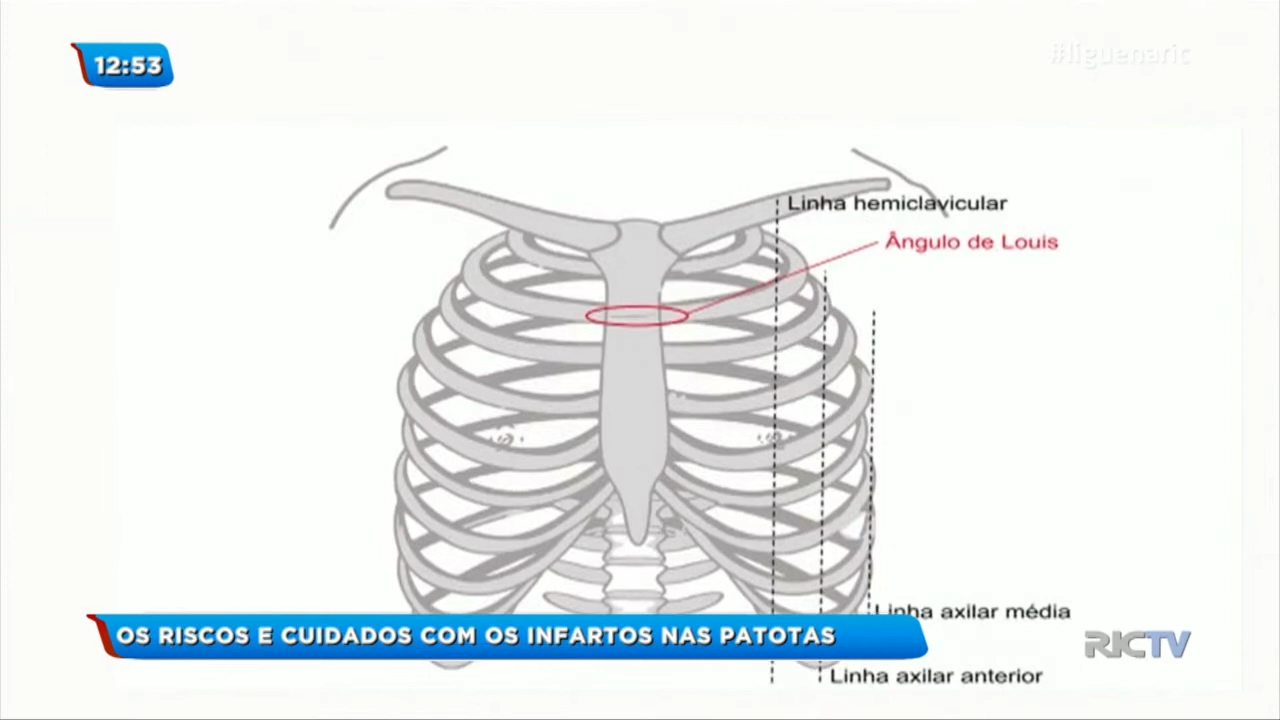 12:53
#liguenaric
Linha hemiclavicular
Ângulo de Louis
Linha axilar média
OS RISCOS E CUIDADOS COM OS INFARTOS NAS PATOTAS
RICTV
Linha axilar anterior